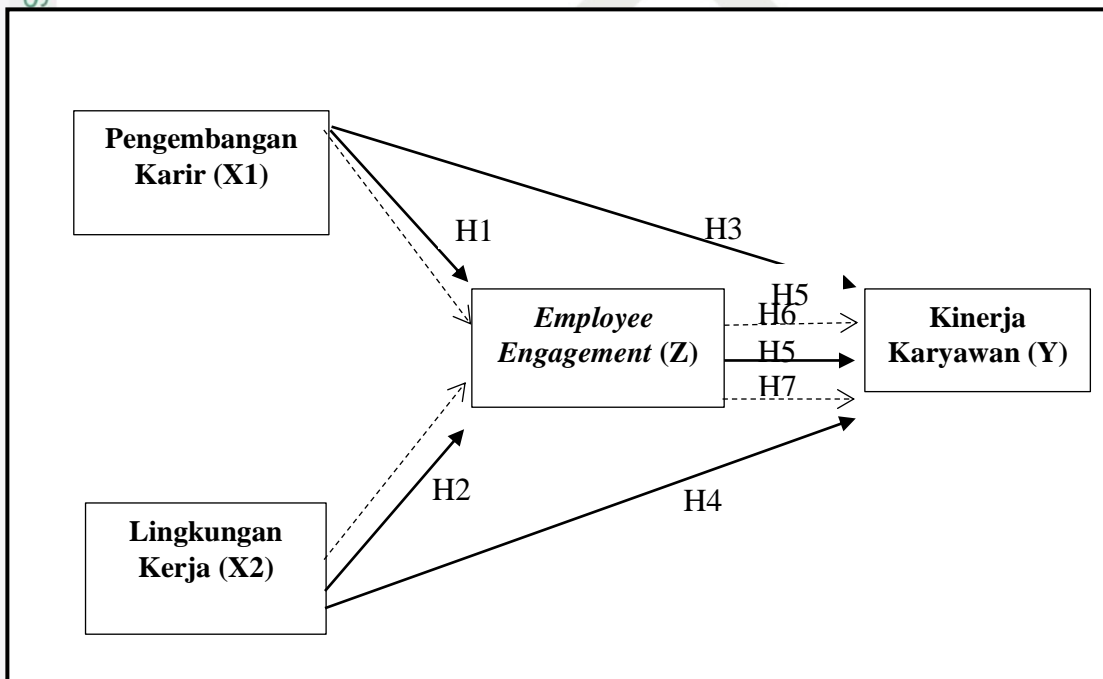 Pengembangan
Karir (X1)
H1
H3
Employee
Engagement (Z)
H5
H6
H5
H7
Kinerja
Karyawan (Y)
H2
H4
Lingkungan
Kerja (X2)